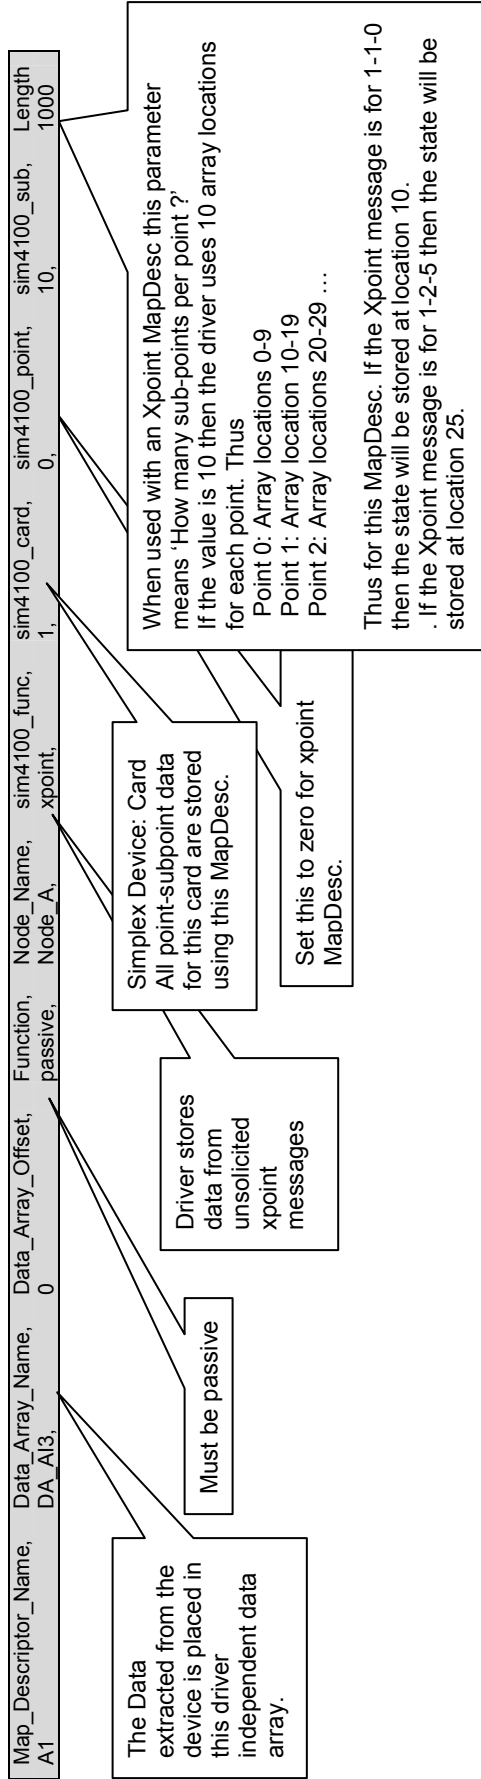 Map_Descriptor_Name, Data_Array_Name, Data_Array_Offset, Function, Node_Name, sim4100_func, sim4100_card, sim4100_point, sim4100_sub, Length
A1 DA_AI3, 0 passive, Node_A, xpoint, 1, 0, 10, 1000
The Data
extracted from the
device is placed in
this driver
independent data
array.
Must be passive
Driver stores
data from
unsolicited
xpoint
messages
Simplex Device: Card
All point-subpoint data
for this card are stored
using this MapDesc.
Set this to zero for xpoint
MapDesc.
When used with an Xpoint MapDesc this parameter
means ‘How many sub-points per point ?’
If the value is 10 then the driver uses 10 array locations
for each point. Thus
Point 0: Array locations 0-9
Point 1: Array location 10-19
Point 2: Array locations 20-29 …
Thus for this MapDesc. If the Xpoint message is for 1-1-0
then the state will be stored at location 10.
. If the Xpoint message is for 1-2-5 then the state will be
stored at location 25.